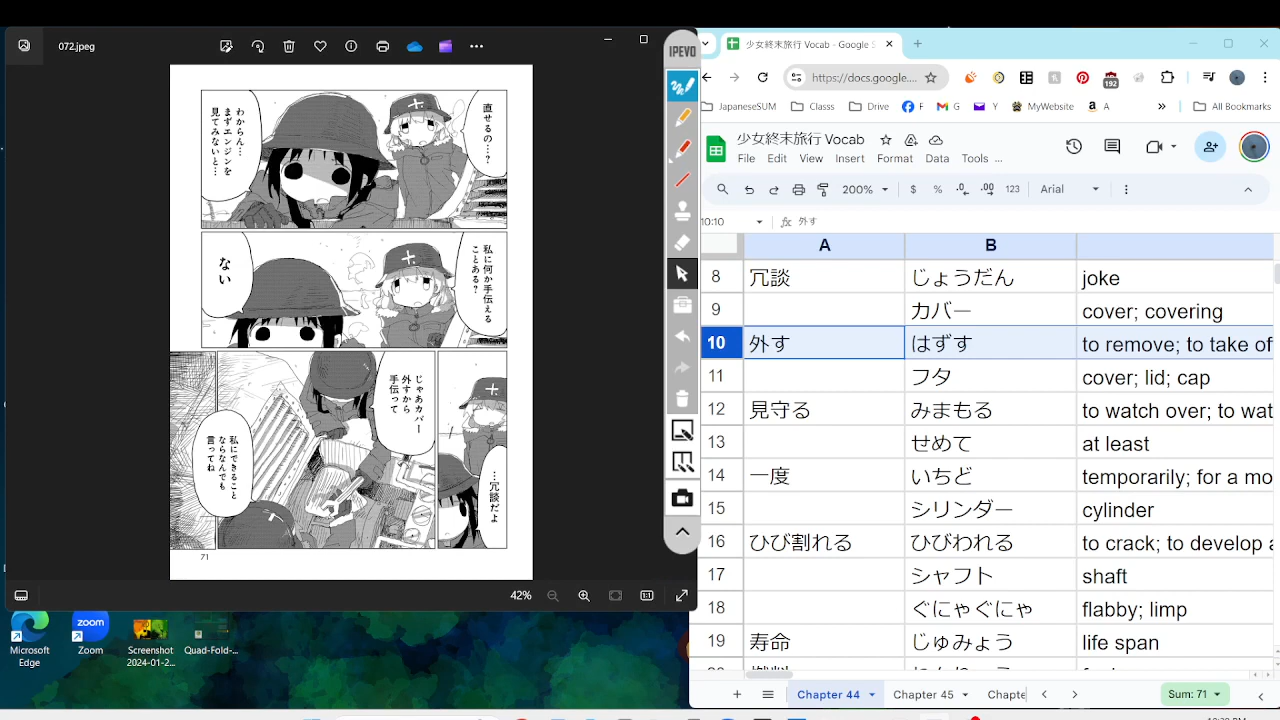 072.jpeg
直せるの…?
わからん…
まずエンジンを
見てみないと…
私に何か手伝える
ことある?
ない
…冗談だよ
じゃあカバー
外すから
手伝って
私にできること
ならなんでも
言ってね
71
42%
Microsoft
Edge
Zoom
Screenshot
2024-01-2...
Quad-Fold-...
zoom
IPEVO
少女終末旅行 Vocab - Google S
https://docs.google....
JapaneseSUM
Classs
Drive
F
G
Y
MyWebsite
A
All Bookmarks
少女終末旅行 Vocab
File Edit View Insert Format Data Tools ...
200%
.0
.00
123
Arial
10:10
fx 外す
A B
8 冗談 じょうだん joke
9 カバー cover; covering
10 外す はずす to remove; to take of
11 フタ cover; lid; cap
12 見守る みまもる to watch over; to wat
13 せめて at least
14 一度 いちど temporarily; for a mo
15 シリンダー cylinder
16 ひび割れる ひびわれる to crack; to develop a
17 シャフト shaft
18 ぐにゃぐにゃ flabby; limp
19 寿命 じゅみょう life span
Chapter 44
Chapter 45
Chapte
Sum: 71